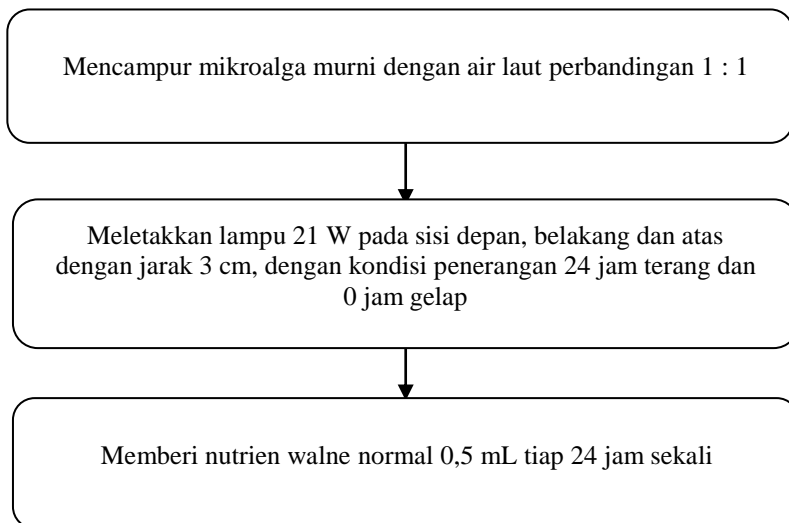 Mencampur mikroalga murni dengan air laut perbandingan 1 : 1
Meletakkan lampu 21 W pada sisi depan, belakang dan atas
dengan jarak 3 cm, dengan kondisi penerangan 24 jam terang dan
0 jam gelap
Memberi nutrien walne normal 0,5 mL tiap 24 jam sekali